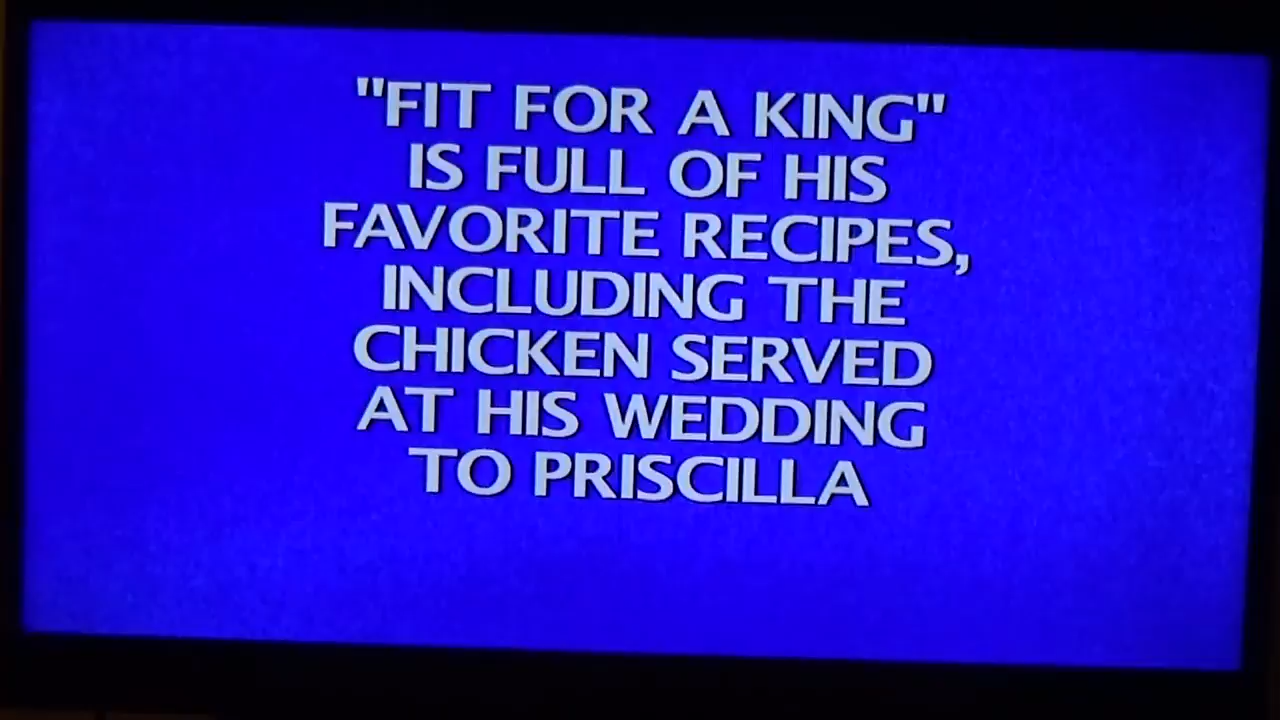 "FIT FOR A KING"
IS FULL OF HIS
FAVORITE RECIPES,
INCLUDING THE
CHICKEN SERVED
AT HIS WEDDING
TO PRISCILLA